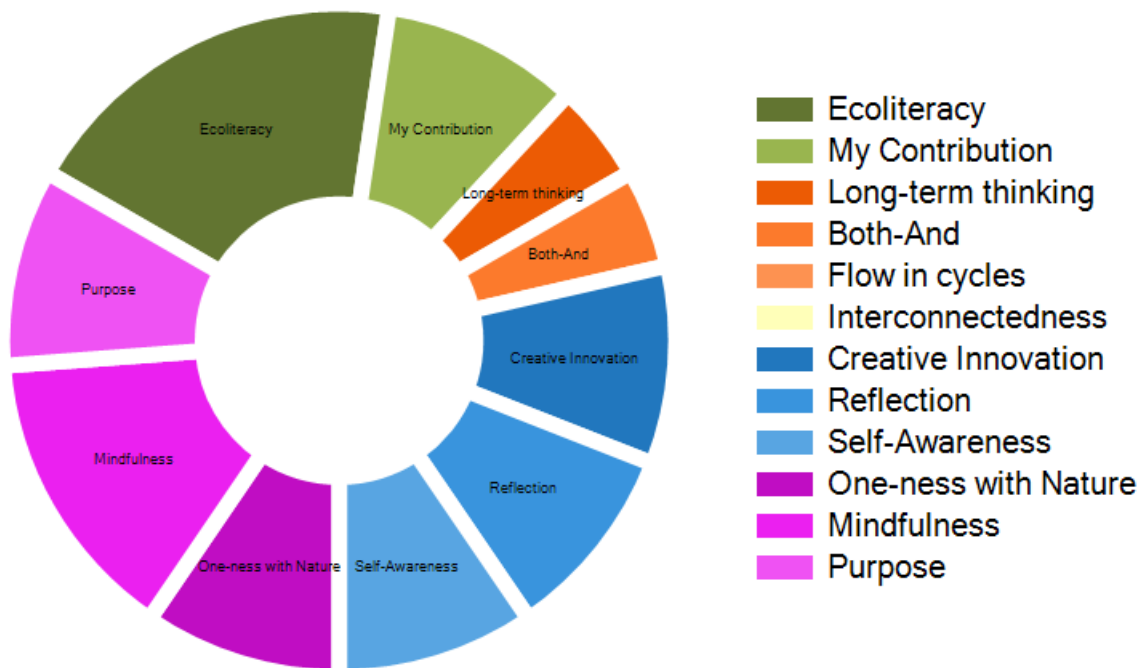 Ecoliteracy
My Contribution
Long-term thinking
Both-And
Creative Innovation
Reflection
Self-Awareness
One-ness with Nature
Mindfulness
Purpose
Ecoliteracy
My Contribution
Long-term thinking
Both-And
Flow in cycles
Interconnectedness
Creative Innovation
Reflection
Self-Awareness
One-ness with Nature
Mindfulness
Purpose